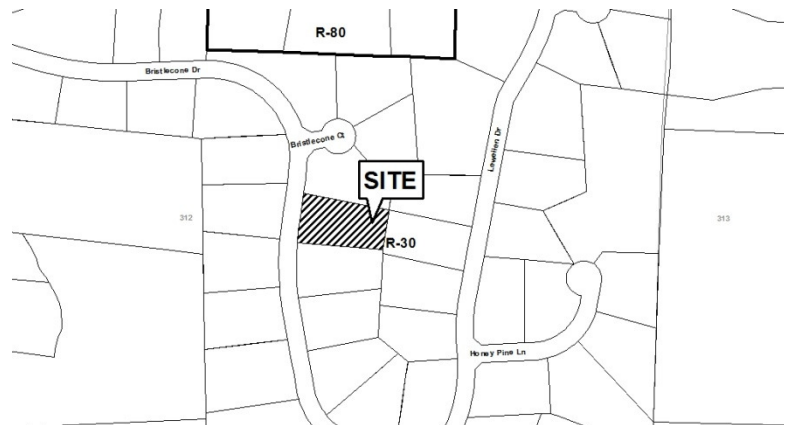 R-80
Bristlecone Dr
Bristlecone Ct
Lewellen Dr
SITE
312
313
R-30
Honey Pine Ln